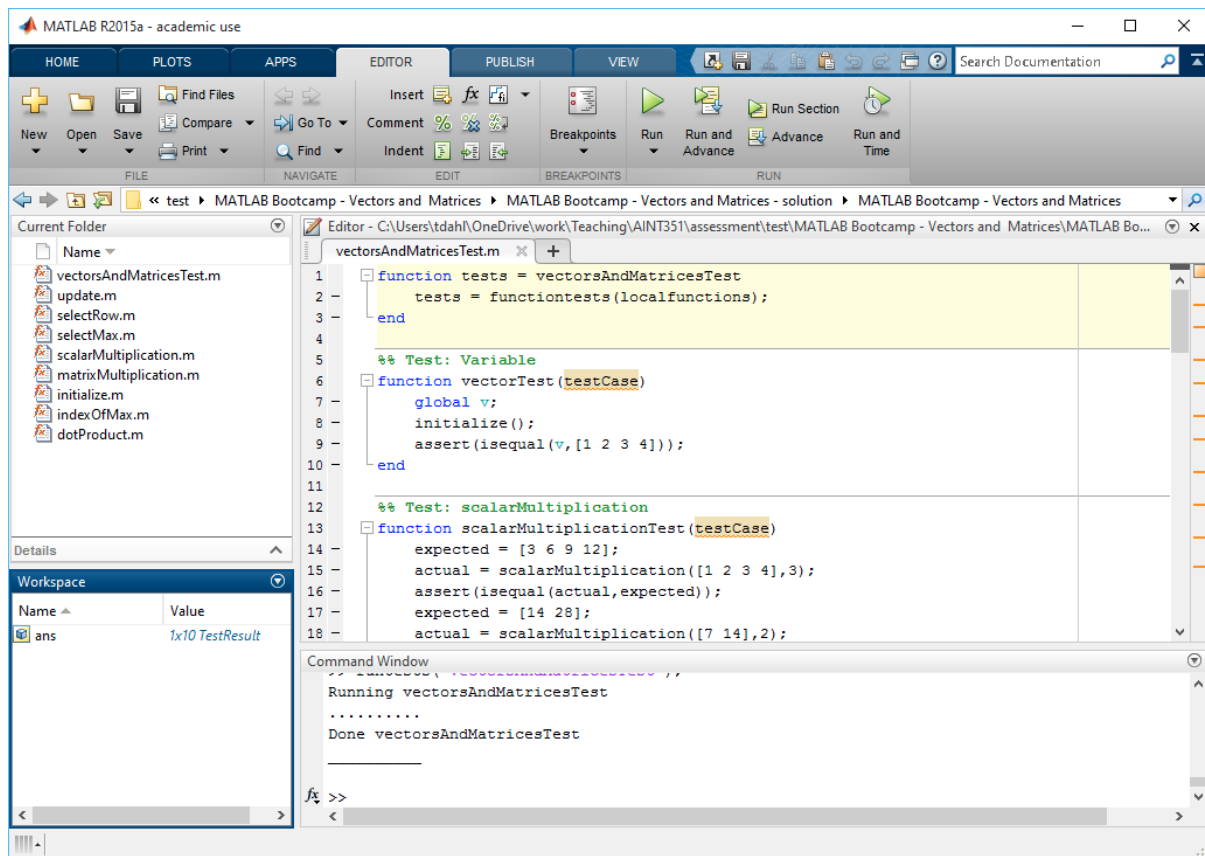 MATLAB R2015a - academic use
HOME PLOTS APPS EDITOR PUBLISH VIEW Search Documentation
New Open Save Find Files Compare Print
FILE
Go To Find
NAVIGATE
Insert fx
Comment %
Indent
EDIT
Breakpoints
BREAKPOINTS
Run Run and Advance Run Section Advance Run and Time
RUN
« test MATLAB Bootcamp - Vectors and Matrices MATLAB Bootcamp - Vectors and Matrices - solution MATLAB Bootcamp - Vectors and Matrices
Current Folder
Name
vectorsAndMatricesTest.m
update.m
selectRow.m
selectMax.m
scalarMultiplication.m
matrixMultiplication.m
initialize.m
indexOfMax.m
dotProduct.m
Details
Workspace
Name Value
ans 1x10 TestResult
Editor - C:\Users\tdahl\OneDrive\work\Teaching\AINT351\assessment\test\MATLAB Bootcamp - Vectors and Matrices\MATLAB Bo...
vectorsAndMatricesTest.m +
1 function tests = vectorsAndMatricesTest
2 – tests = functiontests(localfunctions);
3 – end
4
5 %% Test: Variable
6 function vectorTest(testCase)
7 – global v;
8 – initialize();
9 – assert(isequal(v,[1 2 3 4]));
10 – end
11
12 %% Test: scalarMultiplication
13 function scalarMultiplicationTest(testCase)
14 – expected = [3 6 9 12];
15 – actual = scalarMultiplication([1 2 3 4],3);
16 – assert(isequal(actual,expected));
17 – expected = [14 28];
18 – actual = scalarMultiplication([7 14],2);
Command Window
Running vectorsAndMatricesTest
..........
Done vectorsAndMatricesTest
__________
fx >>